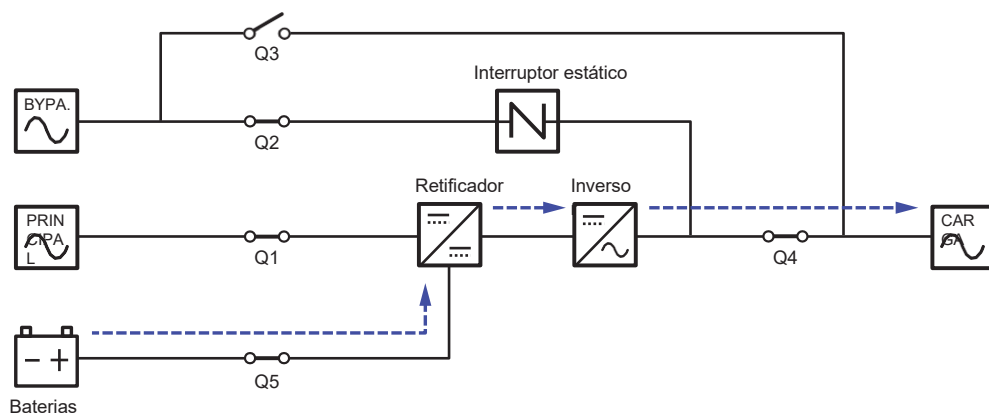 Q3
Interruptor estático
BYPA.
Q2
Retificador
Inverso
PRIN
CIPA
L
Q1
Q4
CAR
GA
Q5
Baterias